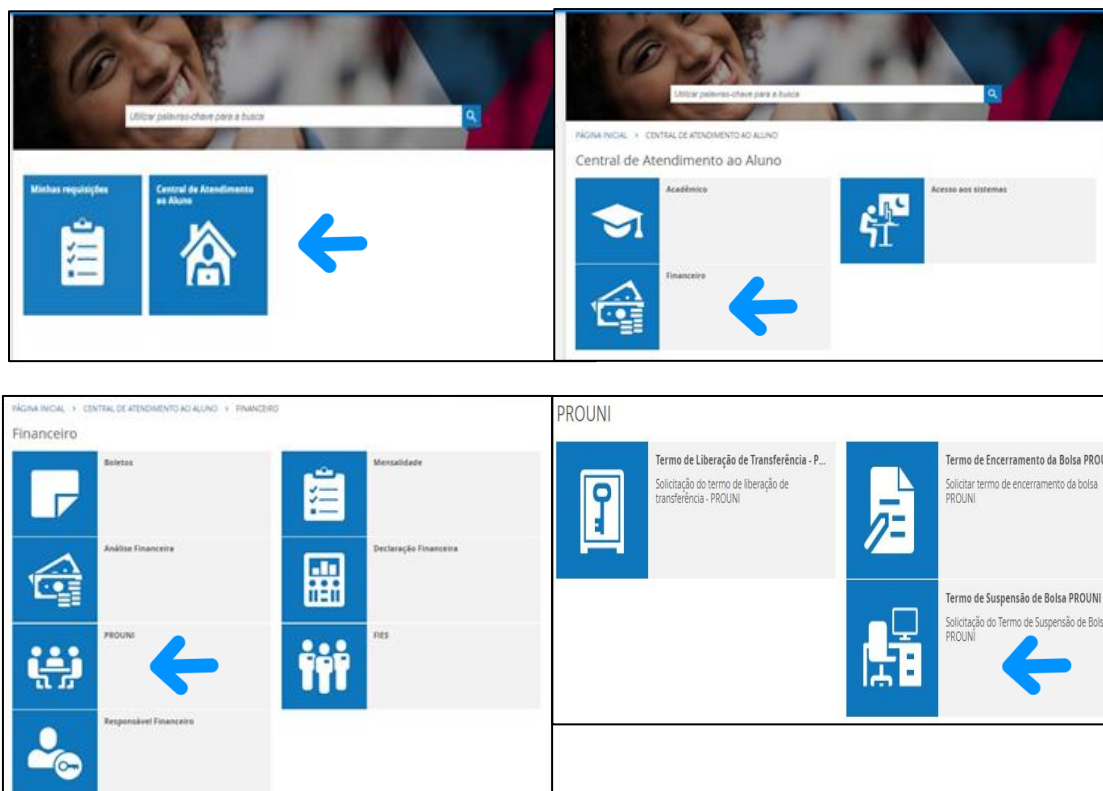 Utilizar palavras-chave para a busca
Minhas requisições
Central de Atendimento
ao Aluno
Utilizar palavras-chave para a busca
PÁGINA INICIAL > CENTRAL DE ATENDIMENTO AO ALUNO
Central de Atendimento ao Aluno
Acadêmico
Acesso aos sistemas
Financeiro
PÁGINA INICIAL > CENTRAL DE ATENDIMENTO AO ALUNO > FINANCEIRO
Financeiro
Boletos
Mensalidade
Análise Financeira
Declaração Financeira
PROUNI
FIES
Responsável Financeiro
PROUNI
Termo de Liberação de Transferência - P...
Solicitação do termo de liberação de
transferência - PROUNI
Termo de Encerramento da Bolsa PROU
Solicitar termo de encerramento da bolsa
PROUNI
Termo de Suspensão de Bolsa PROUNI
Solicitação do Termo de Suspensão de Bols
PROUNI